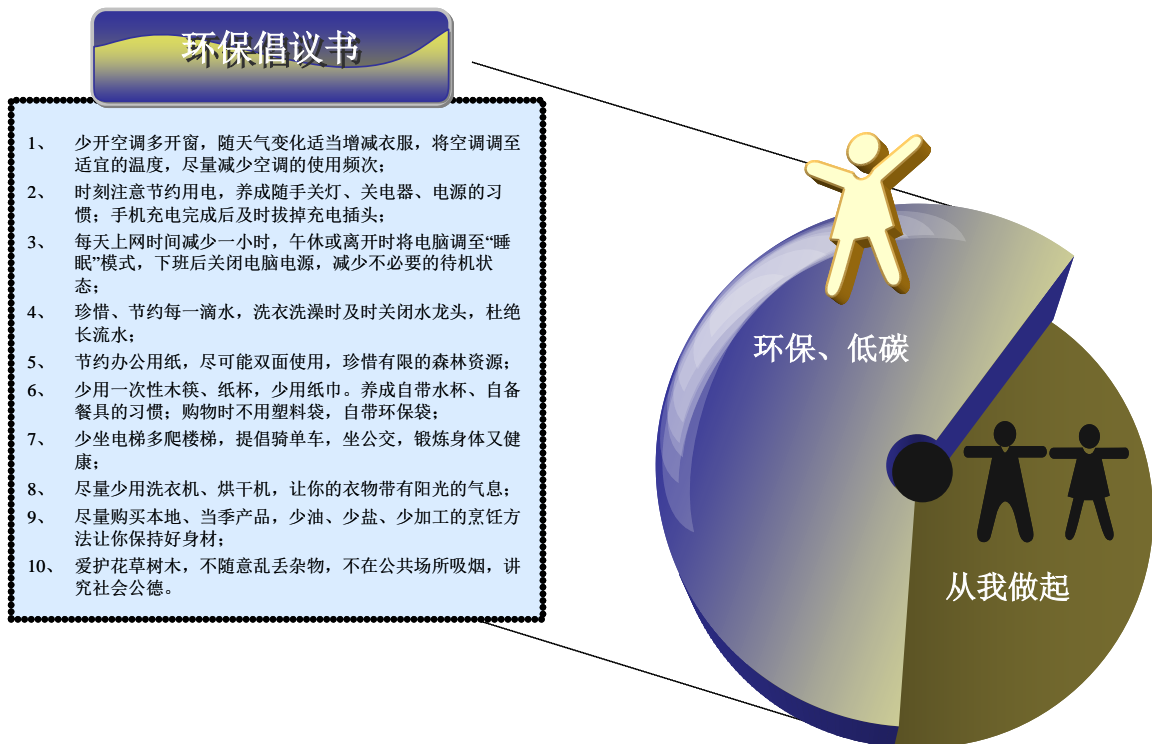 环保倡议书
1、 少开空调多开窗，随天气变化适当增减衣服，将空调调至
适宜的温度，尽量减少空调的使用频次；
2、 时刻注意节约用电，养成随手关灯、关电器、电源的习
惯；手机充电完成后及时拔掉充电插头；
3、 每天上网时间减少一小时，午休或离开时将电脑调至“睡
眠”模式，下班后关闭电脑电源，减少不必要的待机状
态；
4、 珍惜、节约每一滴水，洗衣洗澡时及时关闭水龙头，杜绝
长流水；
5、 节约办公用纸，尽可能双面使用，珍惜有限的森林资源；
6、 少用一次性木筷、纸杯，少用纸巾。养成自带水杯、自备
餐具的习惯；购物时不用塑料袋，自带环保袋；
7、 少坐电梯多爬楼梯，提倡骑单车，坐公交，锻炼身体又健
康；
8、 尽量少用洗衣机、烘干机，让你的衣物带有阳光的气息；
9、 尽量购买本地、当季产品，少油、少盐、少加工的烹饪方
法让你保持好身材；
10、 爱护花草树木，不随意乱丢杂物，不在公共场所吸烟，讲
究社会公德。
环保、低碳
从我做起